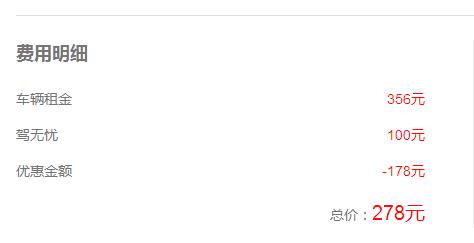 费用明细
车辆租金 356元
驾无忧 100元
优惠金额 -178元
总价：278元